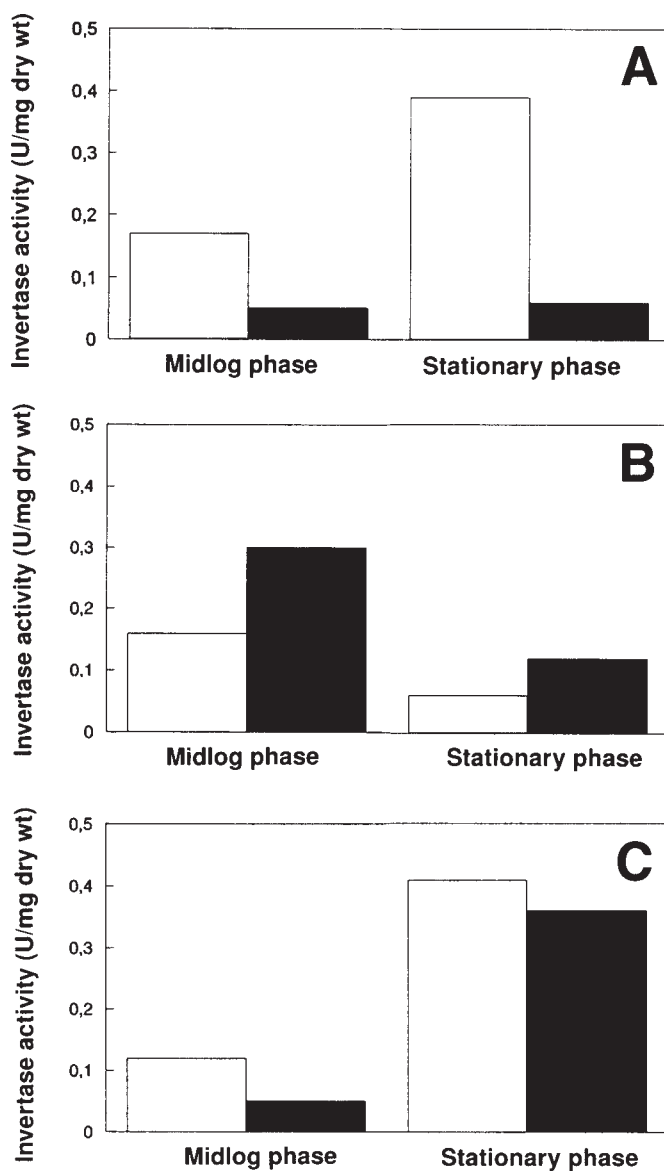 Invertase activity (U/mg dry wt)
0,5
0,4
0,3
0,2
0,1
0
A
Midlog phase
Stationary phase
Invertase activity (U/mg dry wt)
0,5
0,4
0,3
0,2
0,1
0
B
Midlog phase
Stationary phase
Invertase activity (U/mg dry wt)
0,5
0,4
0,3
0,2
0,1
0
C
Midlog phase
Stationary phase